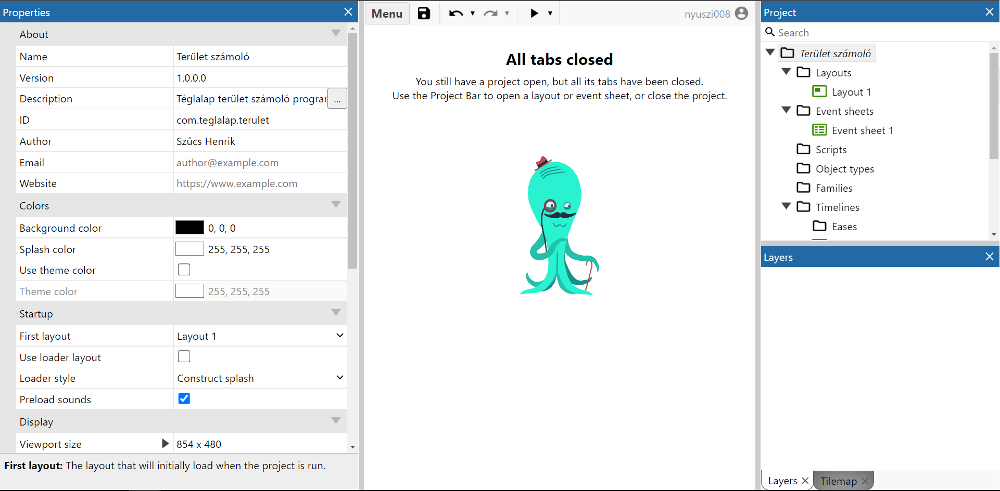 Properties
About
Name Terület számoló
Version 1.0.0.0
Description Téglalap terület számoló progra ...
ID com.teglalap.terulet
Author Szűcs Henrik
Email author@example.com
Website https://www.example.com
Colors
Background color 0, 0, 0
Splash color 255, 255, 255
Use theme color
Theme color 255, 255, 255
Startup
First layout Layout 1
Use loader layout
Loader style Construct splash
Preload sounds
Display
Viewport size 854 x 480
First layout: The layout that will initially load when the project is run.
Menu
nyuszi008
All tabs closed
You still have a project open, but all its tabs have been closed.
Use the Project Bar to open a layout or event sheet, or close the project.
Project
Search
Terület számoló
Layouts
Layout 1
Event sheets
Event sheet 1
Scripts
Object types
Families
Timelines
Eases
Layers
Layers Tilemap